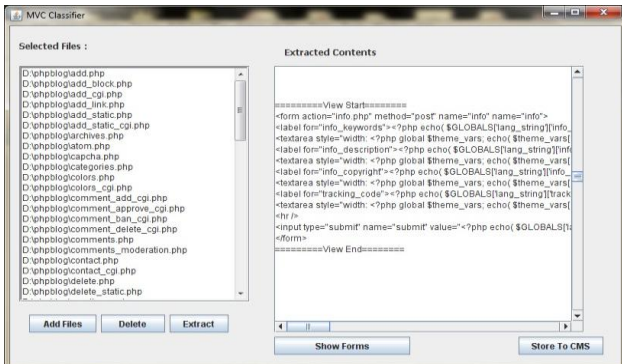 MVC Classifier
Selected Files :
D:\phpblog\add.php
D:\phpblog\add_block.php
D:\phpblog\add_cgi.php
D:\phpblog\add_link.php
D:\phpblog\add_static.php
D:\phpblog\add_static_cgi.php
D:\phpblog\archives.php
D:\phpblog\atom.php
D:\phpblog\capcha.php
D:\phpblog\categories.php
D:\phpblog\colors.php
D:\phpblog\colors_cgi.php
D:\phpblog\comment_add_cgi.php
D:\phpblog\comment_approve_cgi.php
D:\phpblog\comment_ban_cgi.php
D:\phpblog\comment_delete_cgi.php
D:\phpblog\comments.php
D:\phpblog\comments_moderation.php
D:\phpblog\contact.php
D:\phpblog\contact_cgi.php
D:\phpblog\delete.php
D:\phpblog\delete_static.php
Add Files
Delete
Extract
Extracted Contents
=========View Start========
<form action="info.php" method="post" name="info" name="info">
<label for="info_keywords"><?php echo( $GLOBALS['lang_string']['info_
<textarea style="width: <?php global $theme_vars; echo( $theme_vars[
<label for="info_description"><?php echo( $GLOBALS['lang_string']['info_
<textarea style="width: <?php global $theme_vars; echo( $theme_vars[
<label for="info_copyright"><?php echo( $GLOBALS['lang_string']['info_
<textarea style="width: <?php global $theme_vars; echo( $theme_vars[
<label for="tracking_code"><?php echo( $GLOBALS['lang_string']['track
<textarea style="width: <?php global $theme_vars; echo( $theme_vars[
<hr />
<input type="submit" name="submit" value="<?php echo( $GLOBALS['la
</form>
=========View End========
Show Forms
Store To CMS